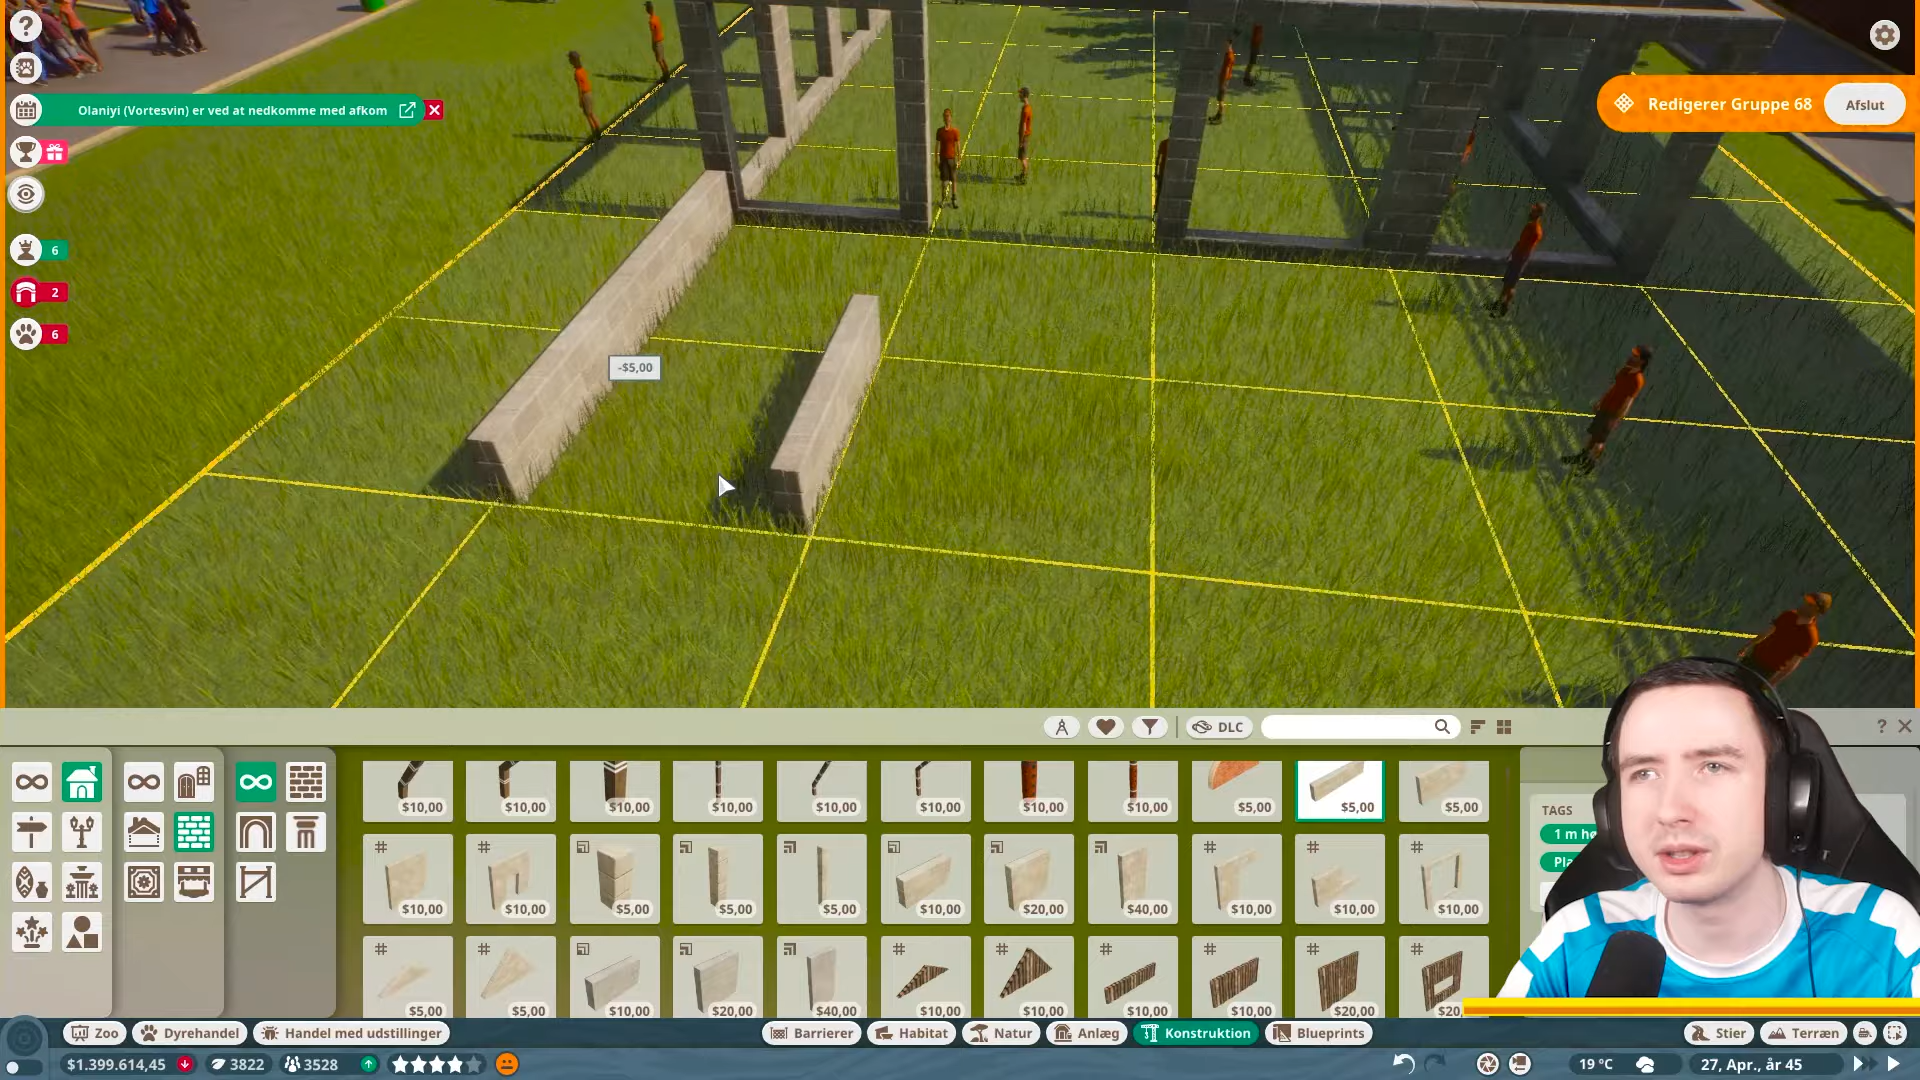 Olaniyi (Vortesvin) er ved at nedkomme med afkom
Redigerer Gruppe 68
Afslut
6
2
6
-$5,00
DLC
$10,00 $10,00 $10,00 $10,00 $10,00 $10,00 $10,00 $10,00 $5,00 $5,00 $5,00
$10,00 $10,00 $5,00 $5,00 $5,00 $10,00 $20,00 $40,00 $10,00 $10,00 $10,00
$5,00 $5,00 $10,00 $20,00 $40,00 $10,00 $10,00 $10,00 $10,00 $20,00
TAGS
1 m
Zoo Dyrehandel Handel med udstillinger Barrierer Habitat Natur Anlæg Konstruktion Blueprints Stier Terræn
$1.399.614,45 3822 3528 19 °C 27, Apr., år 45